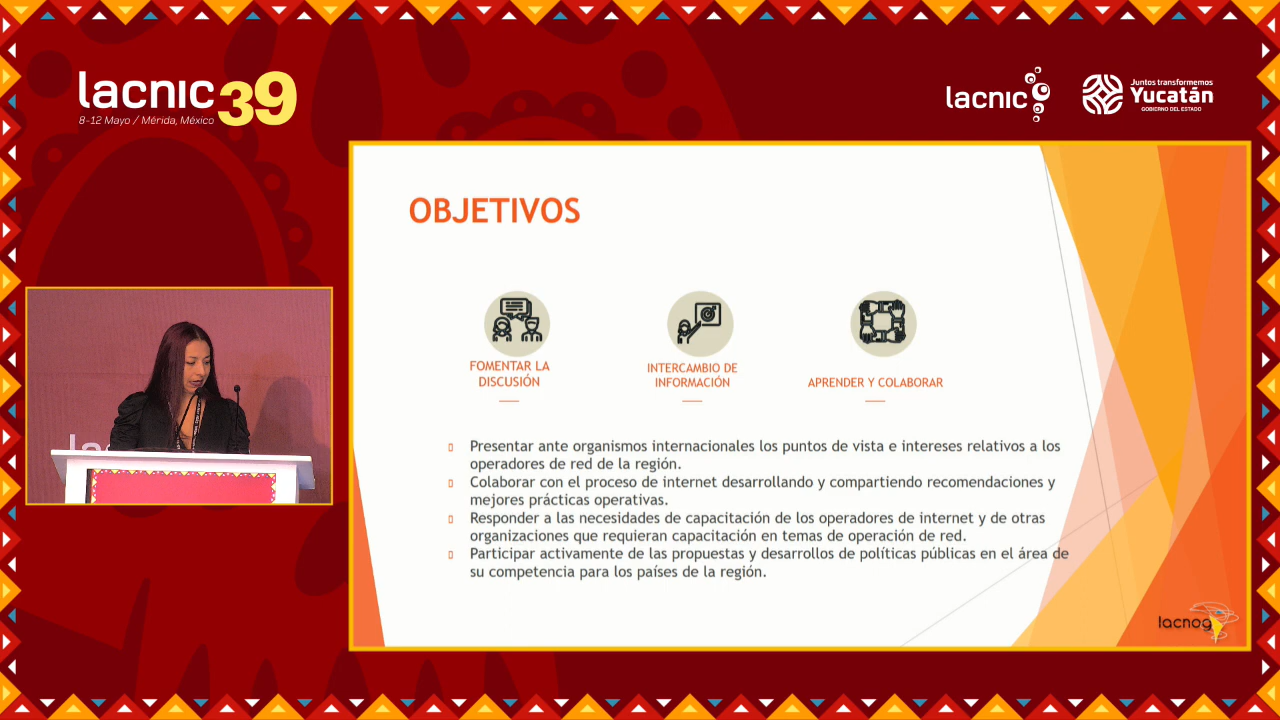 lacnic39
8-12 Mayo / Mérida, México
lacnic
Juntos transformemos
Yucatán
GOBIERNO DEL ESTADO
OBJETIVOS
FOMENTAR LA
DISCUSIÓN
INTERCAMBIO DE
INFORMACIÓN
APRENDER Y COLABORAR
Presentar ante organismos internacionales los puntos de vista e intereses relativos a los
operadores de red de la región.
Colaborar con el proceso de internet desarrollando y compartiendo recomendaciones y
mejores prácticas operativas.
Responder a las necesidades de capacitación de los operadores de internet y de otras
organizaciones que requieran capacitación en temas de operación de red.
Participar activamente de las propuestas y desarrollos de políticas públicas en el área de
su competencia para los países de la región.
lacnog